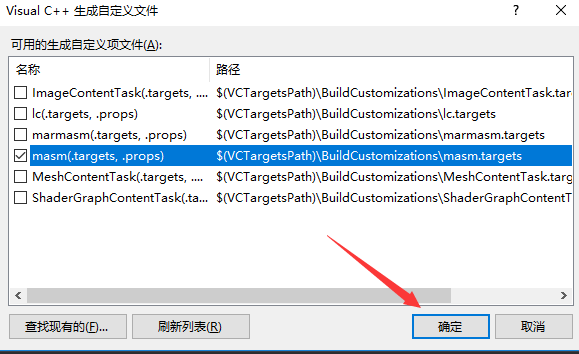 Visual C++ 生成自定义文件
可用的生成自定义项文件(A):
名称 路径
ImageContentTask(.targets, .... $(VCTargetsPath)\BuildCustomizations\ImageContentTask.tar
lc(.targets, .props) $(VCTargetsPath)\BuildCustomizations\lc.targets
marmasm(.targets, .props) $(VCTargetsPath)\BuildCustomizations\marmasm.targets
masm(.targets, .props) $(VCTargetsPath)\BuildCustomizations\masm.targets
MeshContentTask(.targets, .... $(VCTargetsPath)\BuildCustomizations\MeshContentTask.targ
ShaderGraphContentTask(.ta... $(VCTargetsPath)\BuildCustomizations\ShaderGraphContentT
查找现有的(F)... 刷新列表(R) 确定 取消